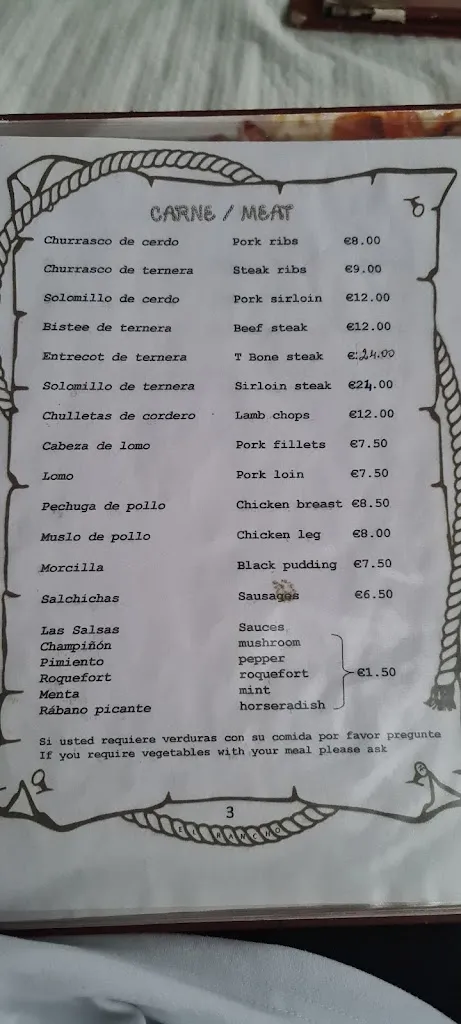 CARNE / MEAT
Churrasco de cerdo Pork ribs €8.00
Churrasco de ternera Steak ribs €9.00
Solomillo de cerdo Pork sirloin €12.00
Bistee de ternera Beef steak €12.00
Entrecot de ternera T Bone steak €:24.00
Solomillo de ternera Sirloin steak €24.00
Chulletas de cordero Lamb chops €12.00
Cabeza de lomo Pork fillets €7.50
Lomo Pork loin €7.50
Pechuga de pollo Chicken breast €8.50
Muslo de pollo Chicken leg €8.00
Morcilla Black pudding €7.50
Salchichas Sausages €6.50
Las Salsas Sauces
Champiñón mushroom
Pimiento pepper
Roquefort roquefort €1.50
Menta mint
Rábano picante horseradish
Si usted requiere verduras con su comida por favor pregunte
If you require vegetables with your meal please ask
3
EL RANCHO